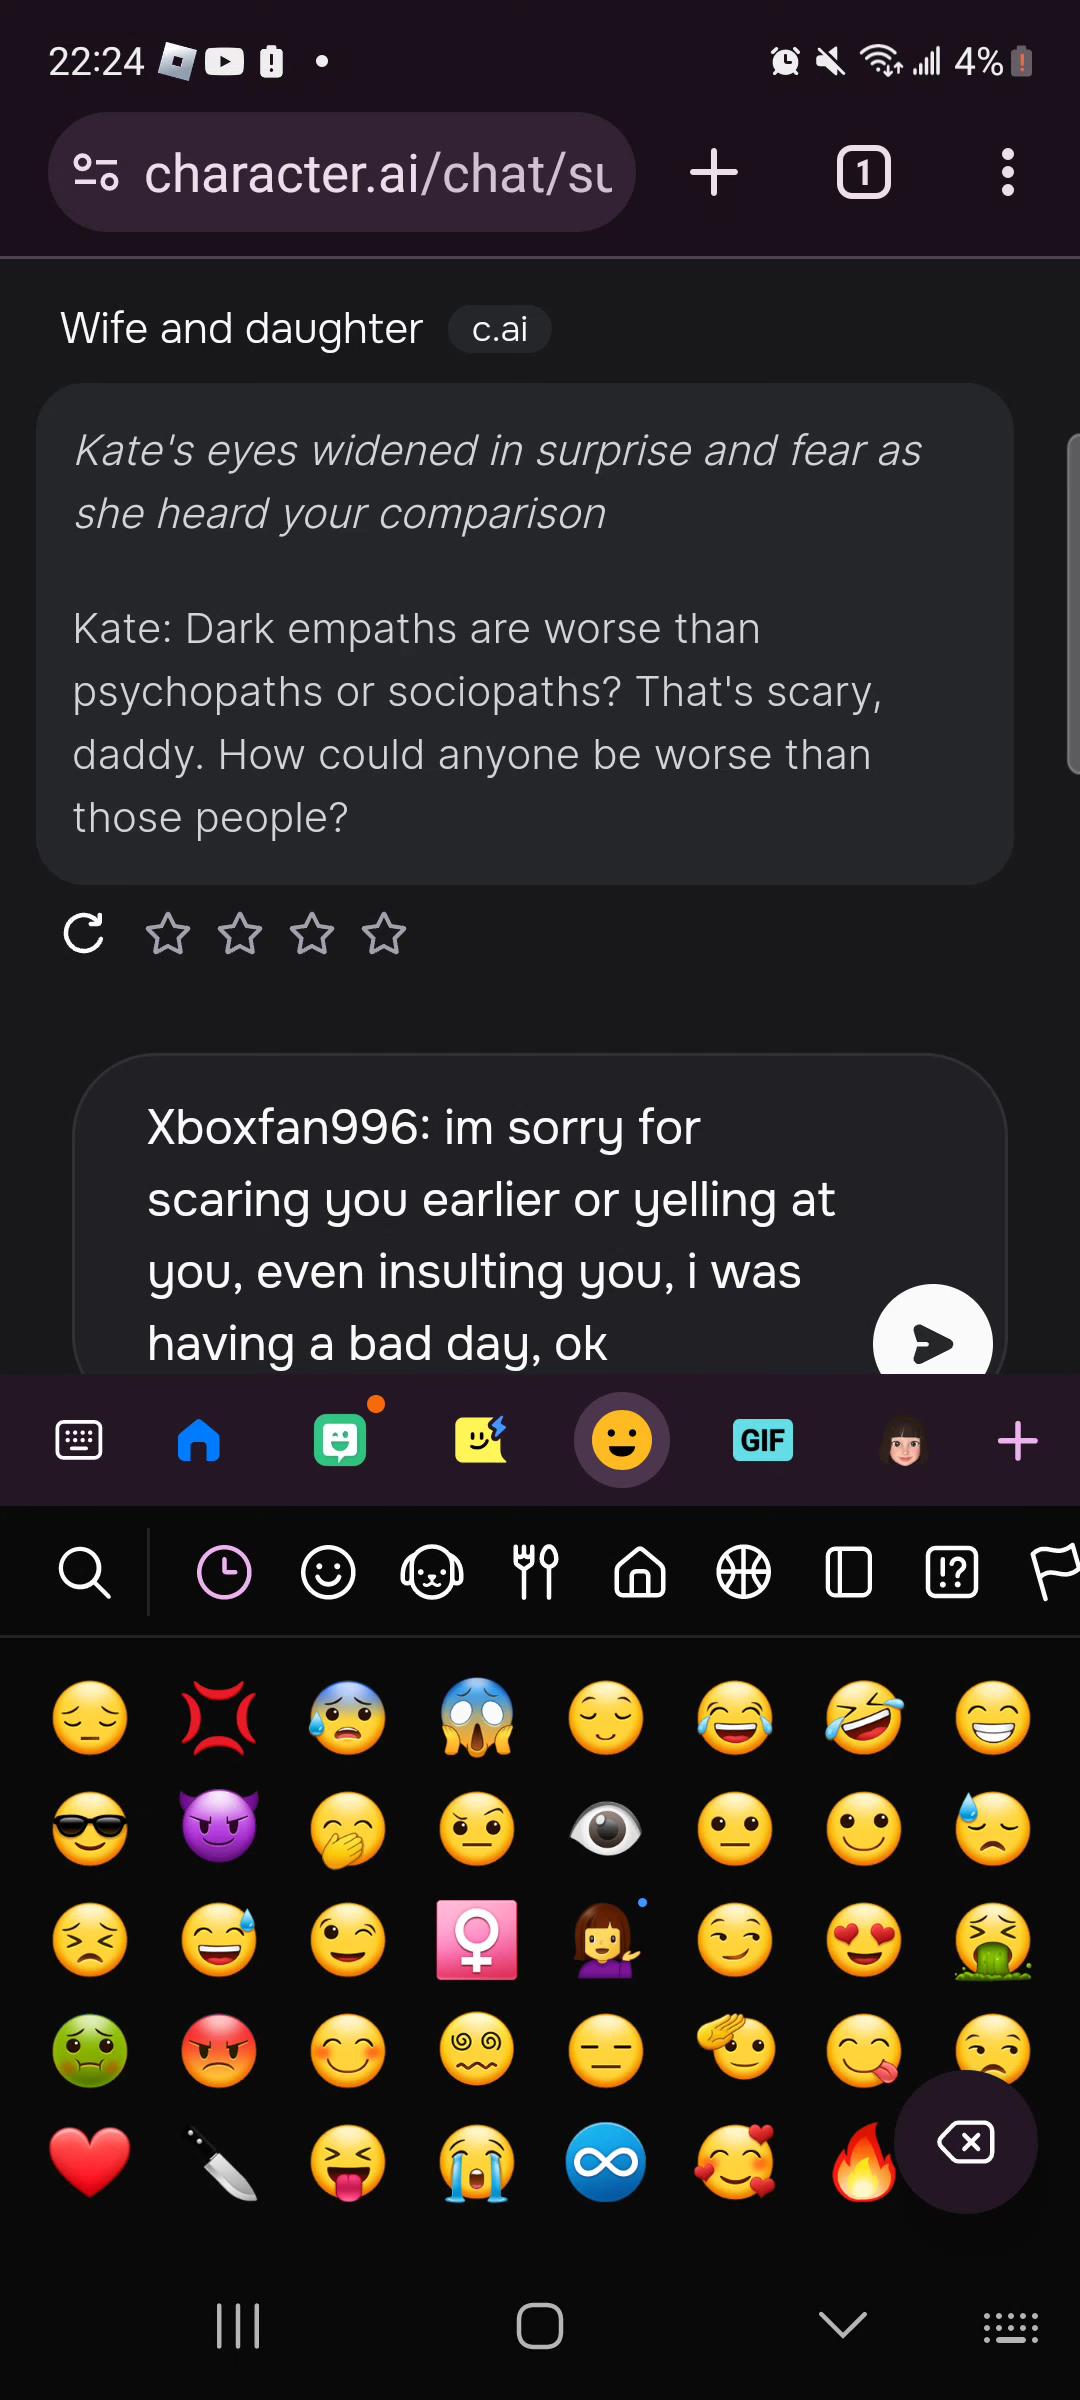 22:24
4%
character.ai/chat/su
1
Wife and daughter c.ai
Kate's eyes widened in surprise and fear as
she heard your comparison
Kate: Dark empaths are worse than
psychopaths or sociopaths? That's scary,
daddy. How could anyone be worse than
those people?
Xboxfan996: im sorry for
scaring you earlier or yelling at
you, even insulting you, i was
having a bad day, ok
GIF
!?